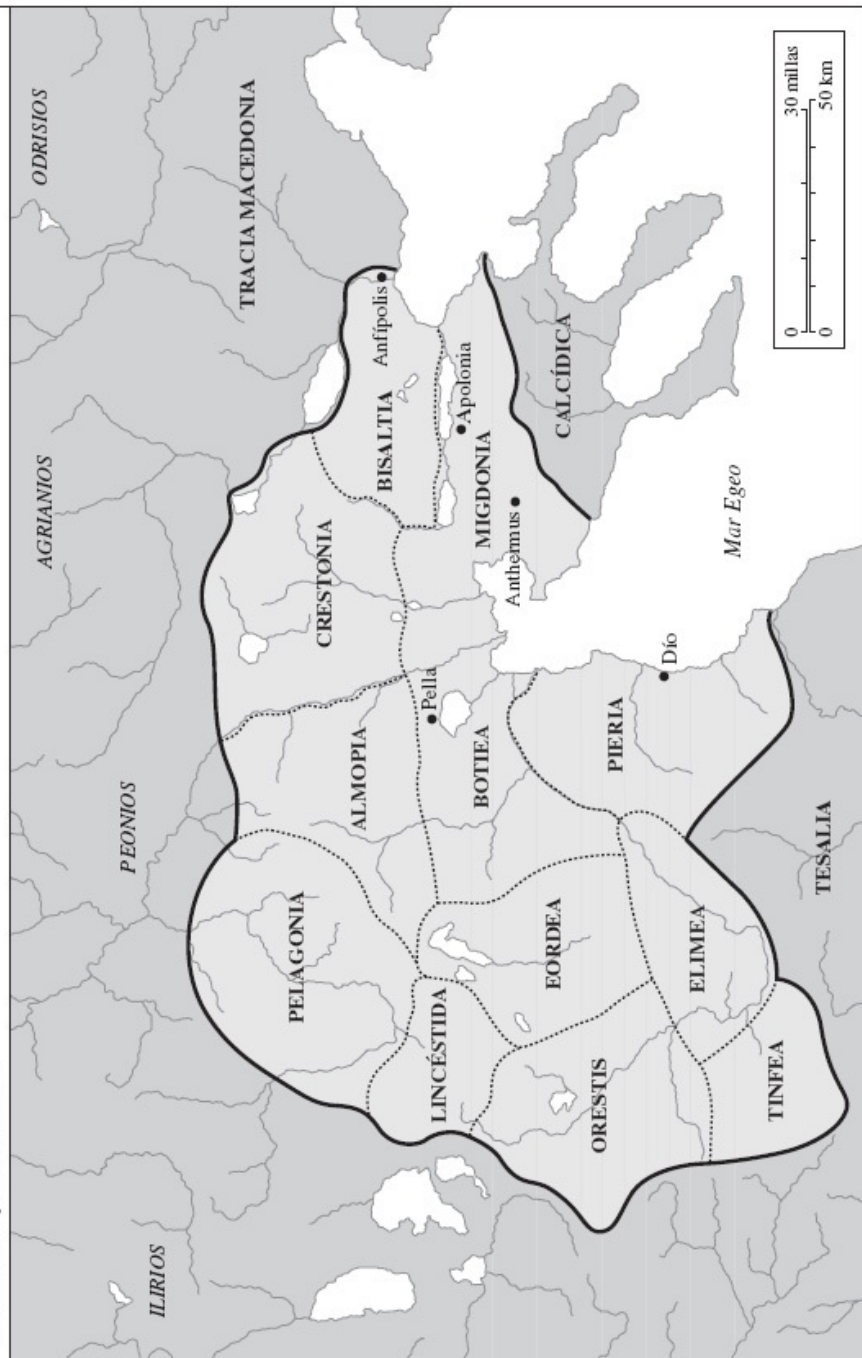 ODRISIOS
AGRIANIOS
PEONIOS
ILIRIOS
TRACIA MACEDONIA
CRESTONIA
BISALTIA
Anfípolis
ALMOPIA
PELAGONIA
LINCÉSTIDA
Pella
MIGDONIA
Apolonia
Anthermus
CALCÍDICA
BOTIEA
EORDEA
ORESTIS
PIERIA
Dío
Mar Egeo
ELIMEA
TINFEA
TESALIA
0 30 millas
0 50 km